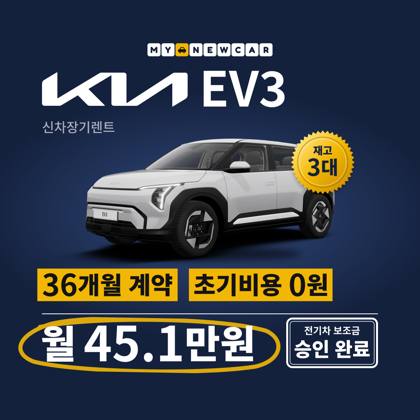 MY NEWCAR
KIA EV3
신차장기렌트
재고
3대
36개월 계약 초기비용 0원
월 45.1만원
전기차 보조금
승인 완료